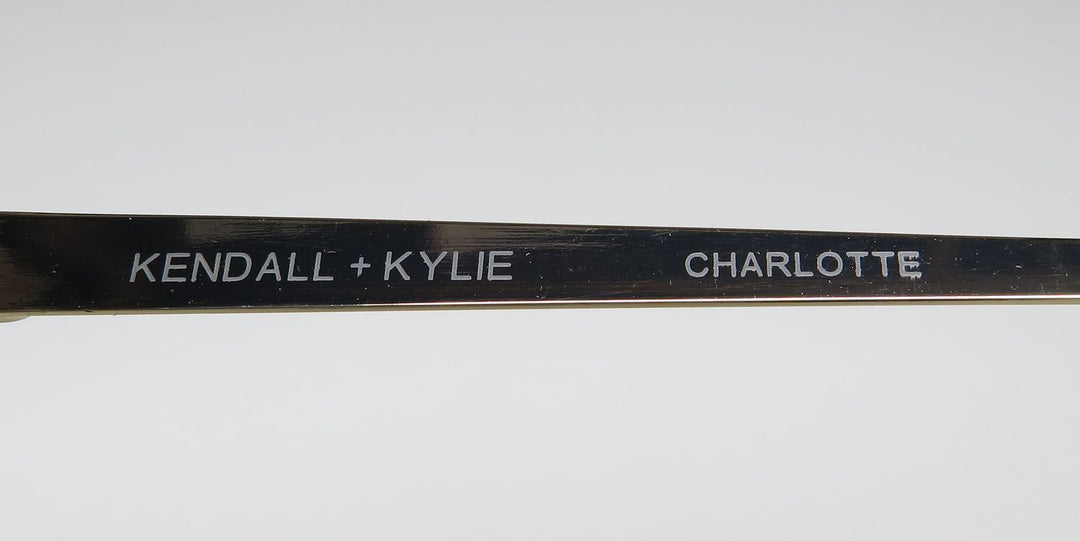 KENDALL + KYLIE CHARLOTTE